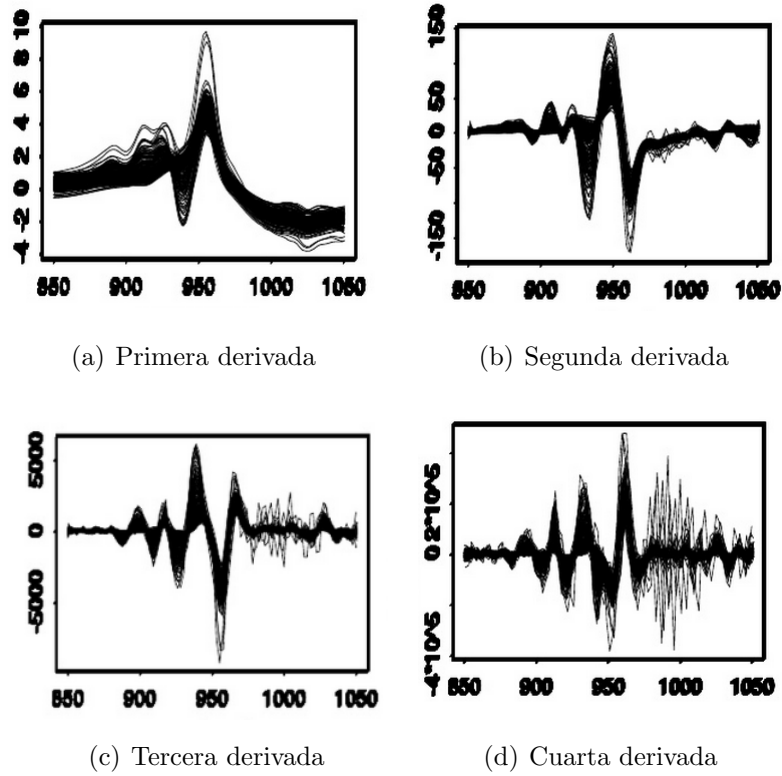 -4 -2 0 2 4 6 8 10
850 900 950 1000 1050
(a) Primera derivada
-150 -50 0 50 150
850 900 950 1000 1050
(b) Segunda derivada
-5000 0 5000
850 900 950 1000 1050
(c) Tercera derivada
-4*10^5 0 2*10^5
850 900 950 1000 1050
(d) Cuarta derivada